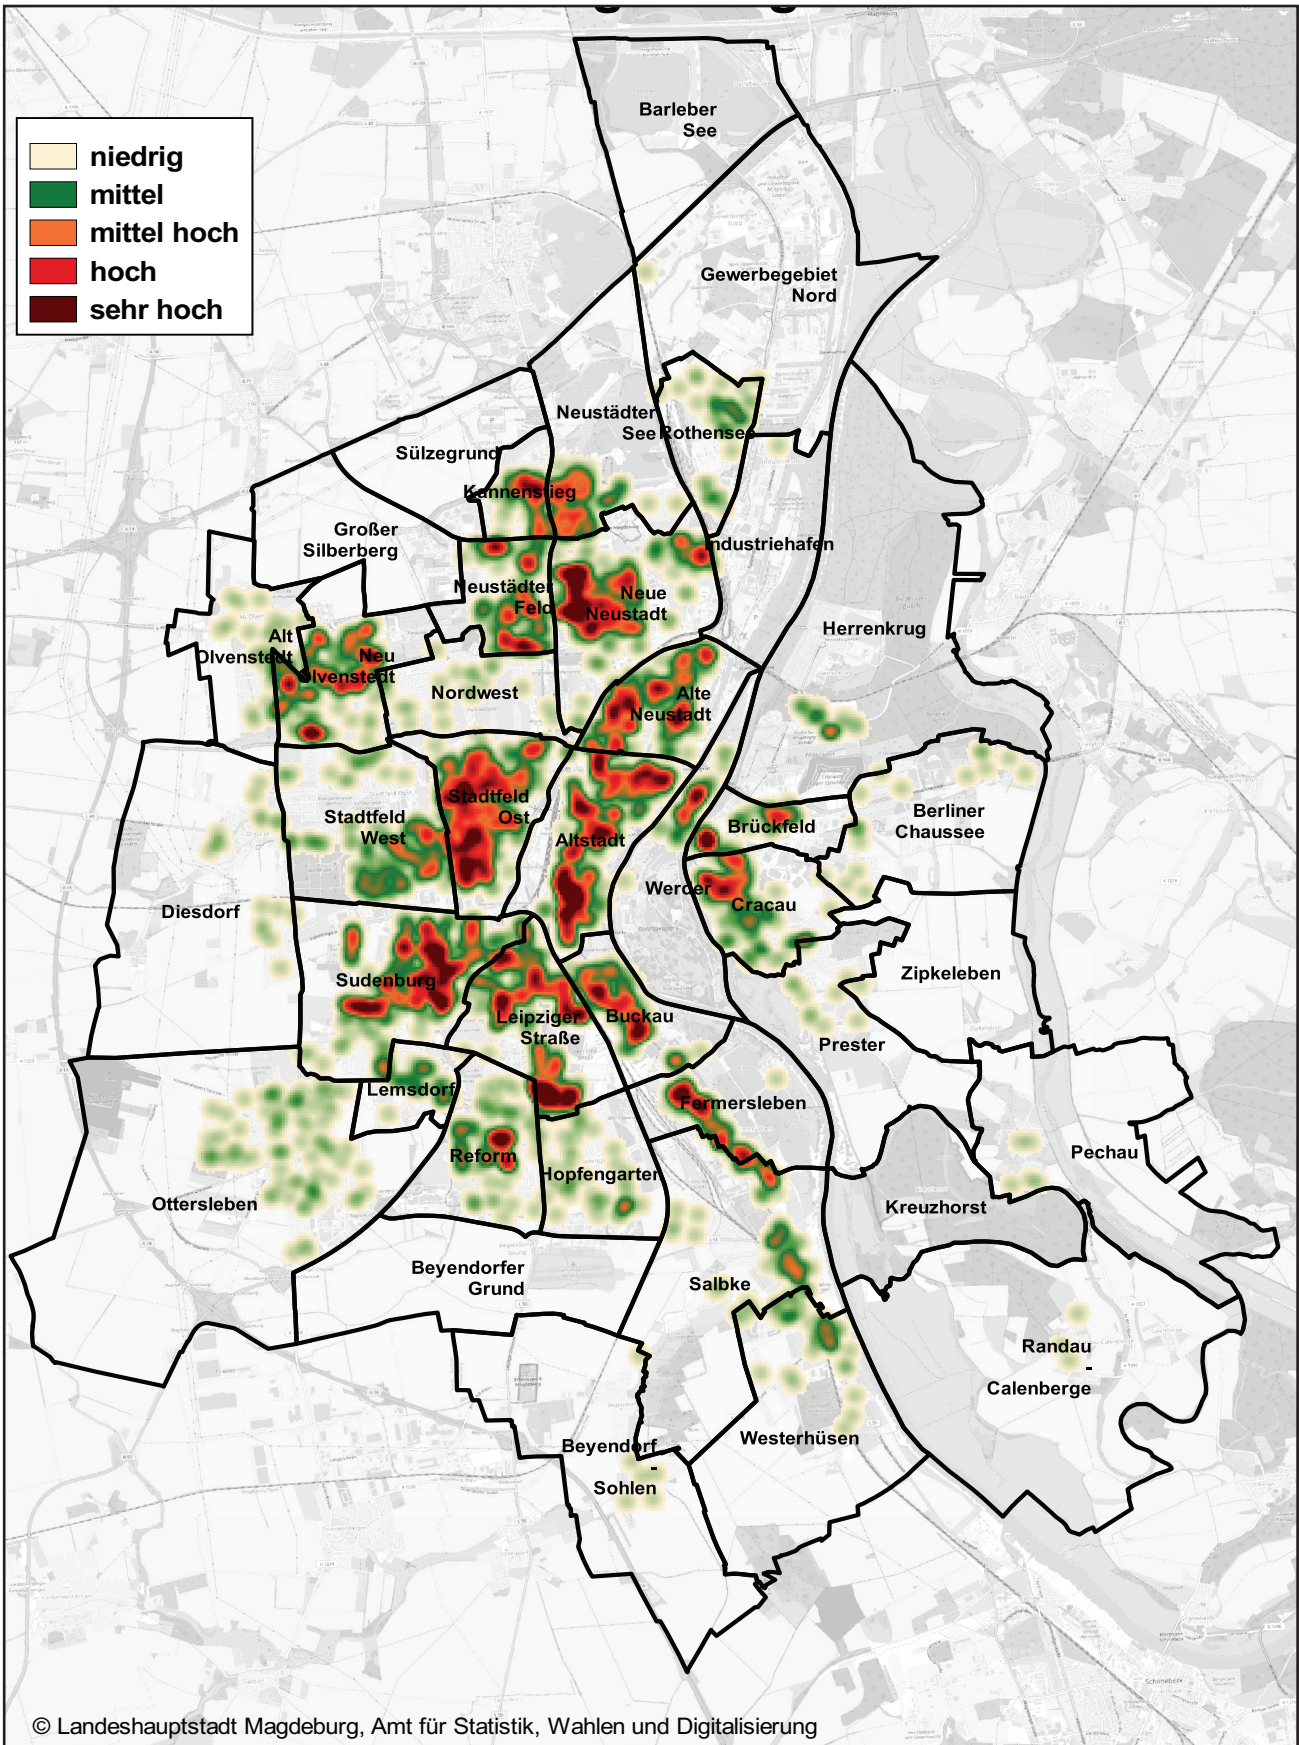 niedrig
mittel
mittel hoch
hoch
sehr hoch
Barleber
See
Gewerbegebiet
Nord
Neustädter
See
Rothensee
Sülzegrund
Kannenstieg
Großer
Silberberg
Industriehafen
Neustädter
Feld
Neue
Neustadt
Herrenkrug
Alt
Olvenstedt
Neu
Olvenstedt
Nordwest
Alte
Neustadt
Stadtfeld
Ost
Stadtfeld
West
Altstadt
Brückfeld
Berliner
Chaussee
Werder
Cracau
Diesdorf
Sudenburg
Zipkeleben
Leipziger
Straße
Buckau
Prester
Lemsdorf
Fermersleben
Reform
Hopfengarten
Pechau
Ottersleben
Kreuzhorst
Beyendorfer
Grund
Salbke
Randau
-
Calenberge
Westerhüsen
Beyendorf
-
Sohlen
© Landeshauptstadt Magdeburg, Amt für Statistik, Wahlen und Digitalisierung